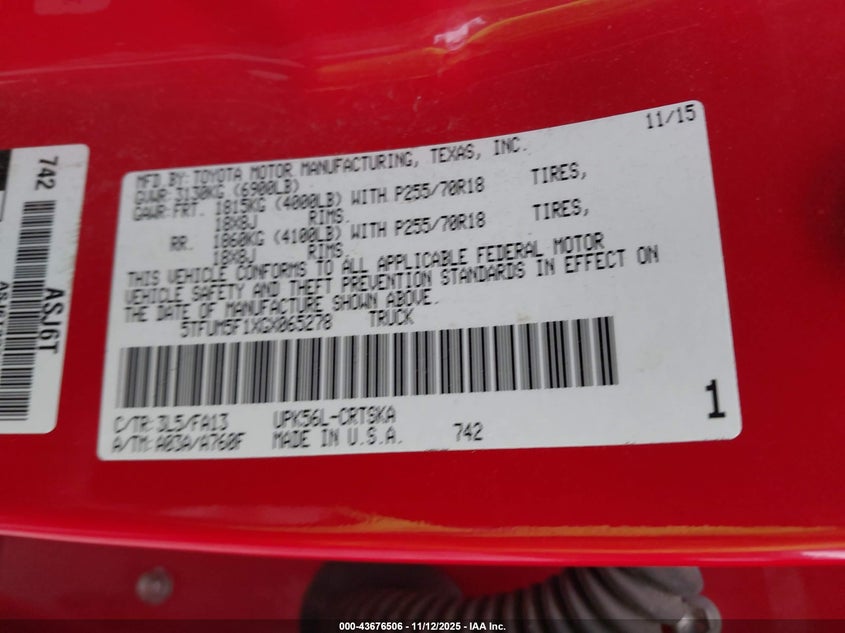 11/15
MFD. BY: TOYOTA MOTOR MANUFACTURING, TEXAS, INC.
GVWR: 3130KG (6900LB)
GAWR: FRT. 1815KG (4000LB) WITH P255/70R18 TIRES,
18X8J RIMS.
RR. 1860KG (4100LB) WITH P255/70R18 TIRES,
18X8J RIMS.
THIS VEHICLE CONFORMS TO ALL APPLICABLE FEDERAL MOTOR
VEHICLE SAFETY AND THEFT PREVENTION STANDARDS IN EFFECT ON
THE DATE OF MANUFACTURE SHOWN ABOVE.
5TFUM5F1XGX065278 TRUCK
C/TR: 3L5/FA13 UPK56L-CRTSKA
A/TM: A03A/A760F MADE IN U.S.A. 742
1
742
ASJ6T
000-43676506 - 11/12/2025 - IAA Inc.